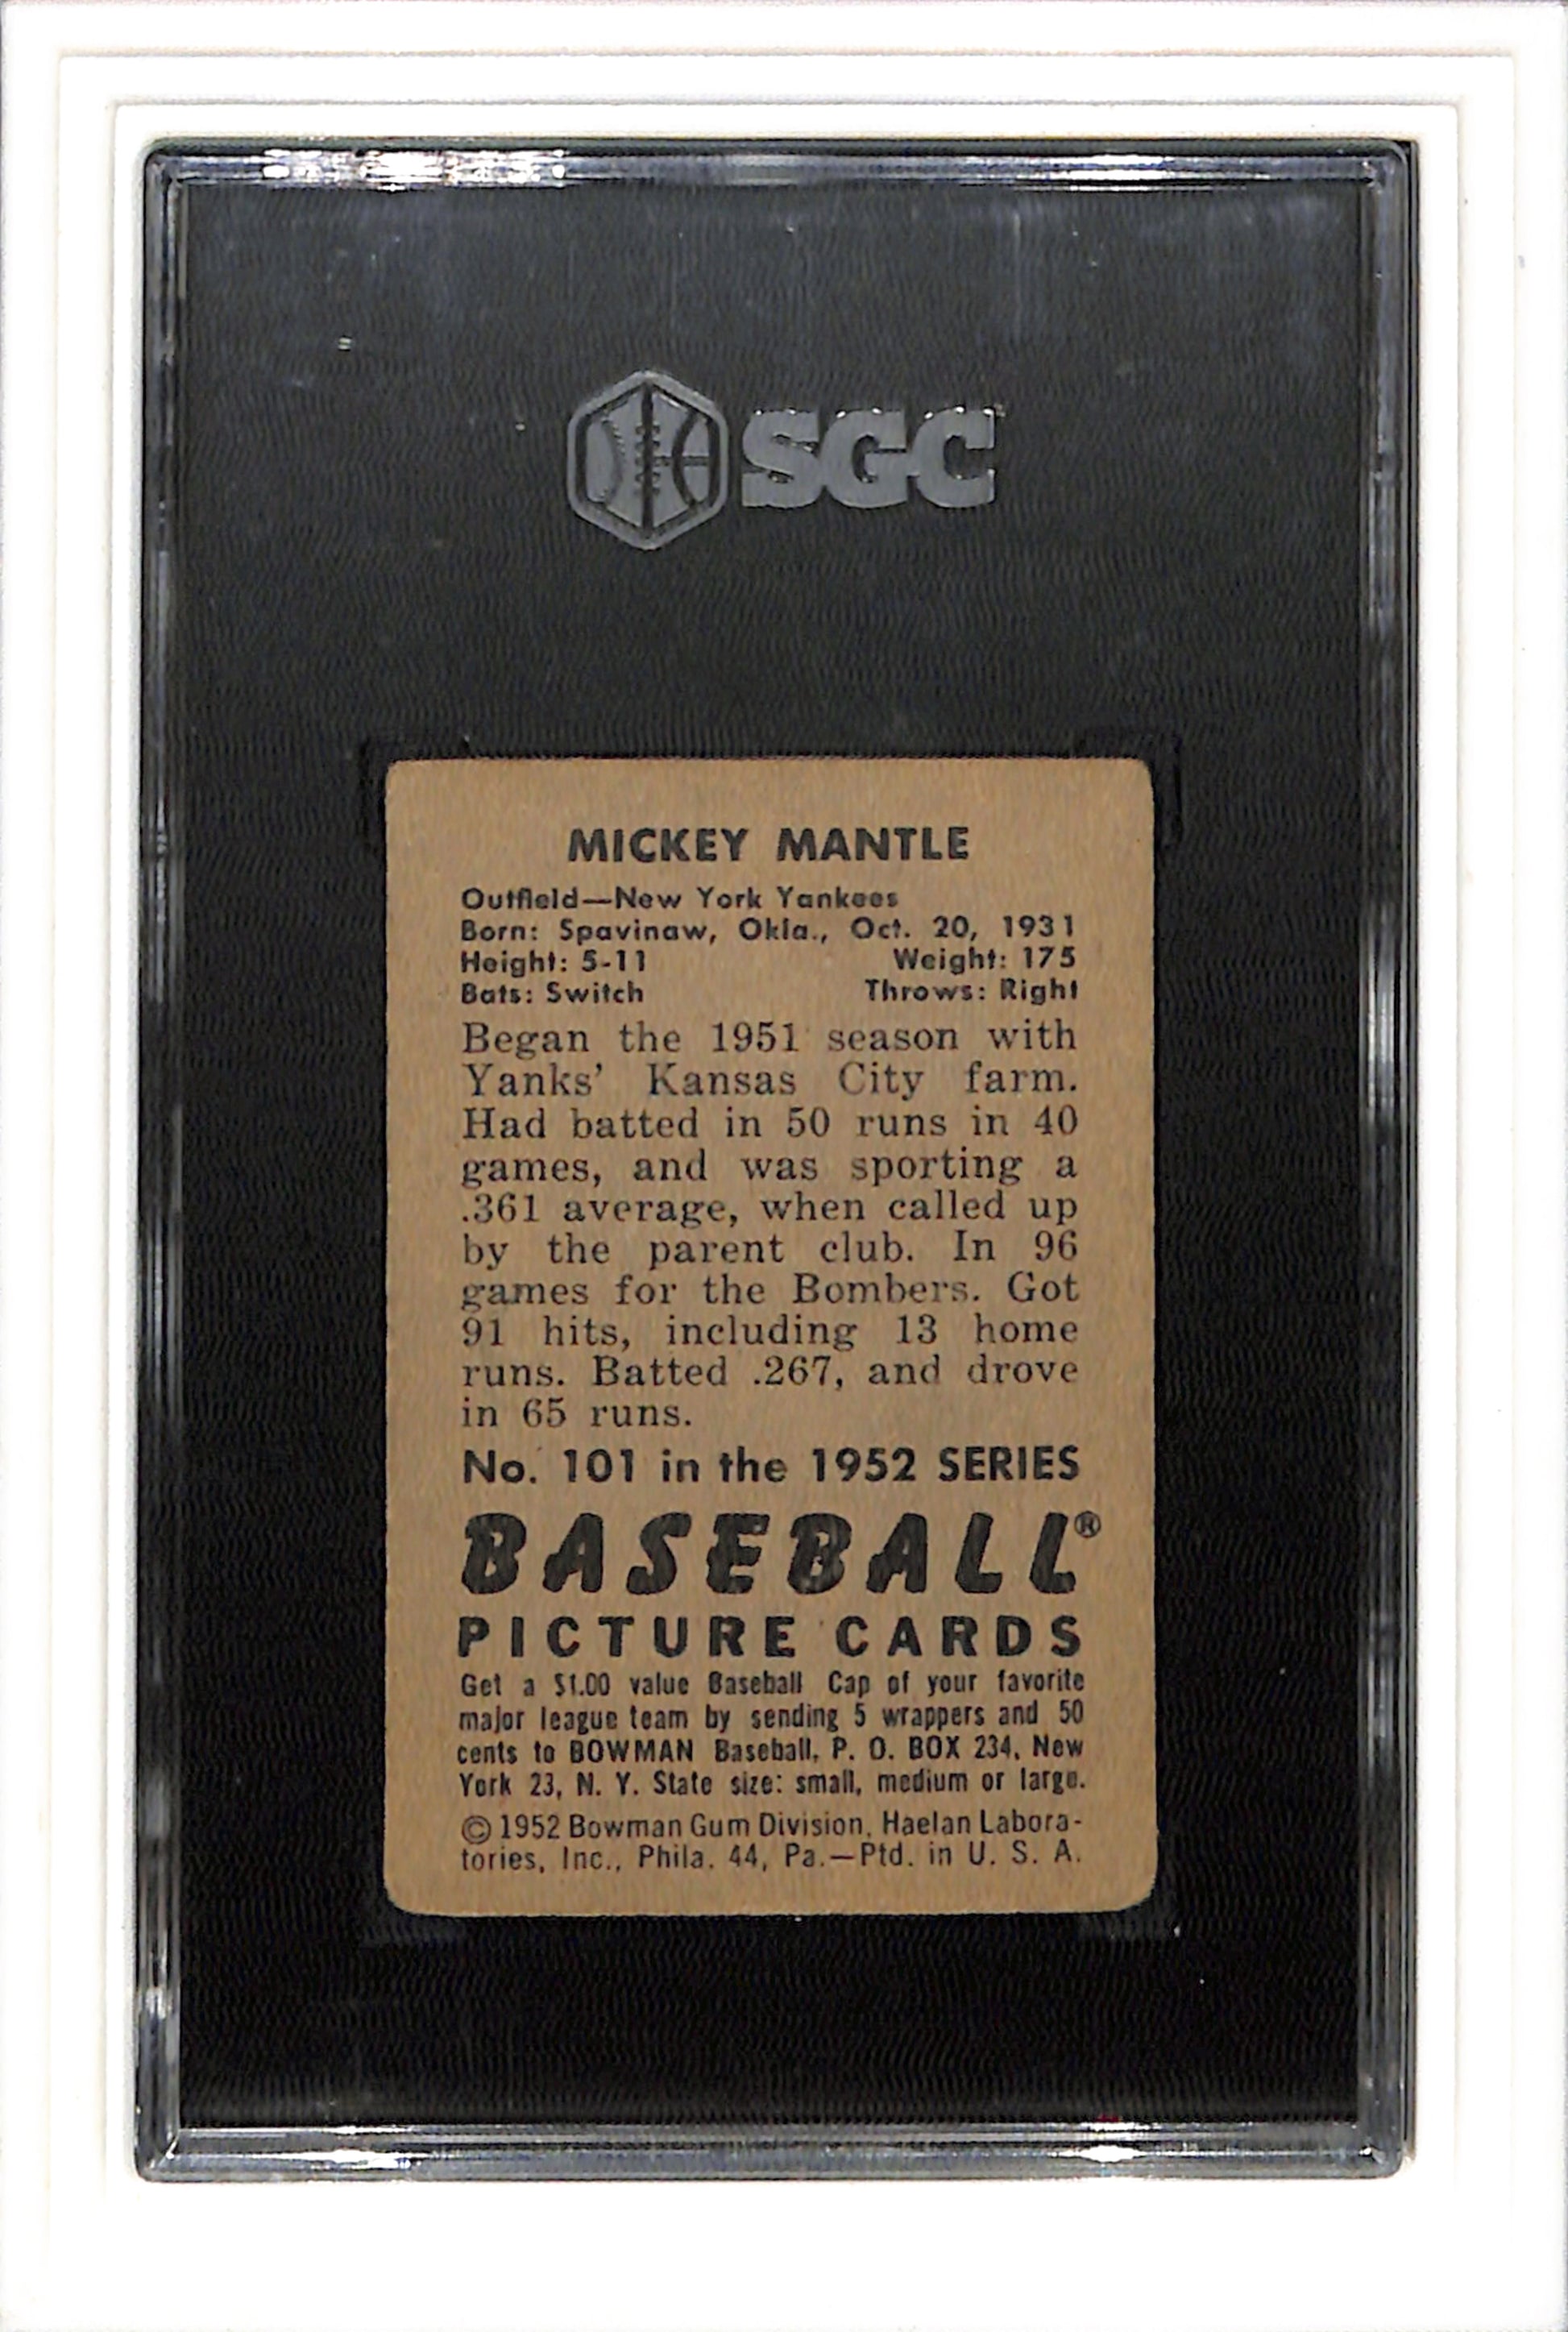 SGC
MICKEY MANTLE
Outfield—New York Yankees
Born: Spavinaw, Okla., Oct. 20, 1931
Height: 5-11 Weight: 175
Bats: Switch Throws: Right
Began the 1951 season with
Yanks' Kansas City farm.
Had batted in 50 runs in 40
games, and was sporting a
.361 average, when called up
by the parent club. In 96
games for the Bombers. Got
91 hits, including 13 home
runs. Batted .267, and drove
in 65 runs.
No. 101 in the 1952 SERIES
BASEBALL®
PICTURE CARDS
Get a $1.00 value Baseball Cap of your favorite
major league team by sending 5 wrappers and 50
cents to BOWMAN Baseball, P. O. BOX 234, New
York 23, N. Y. State size: small, medium or large.
© 1952 Bowman Gum Division, Haelan Labora-
tories, Inc., Phila. 44, Pa.—Ptd. in U. S. A.